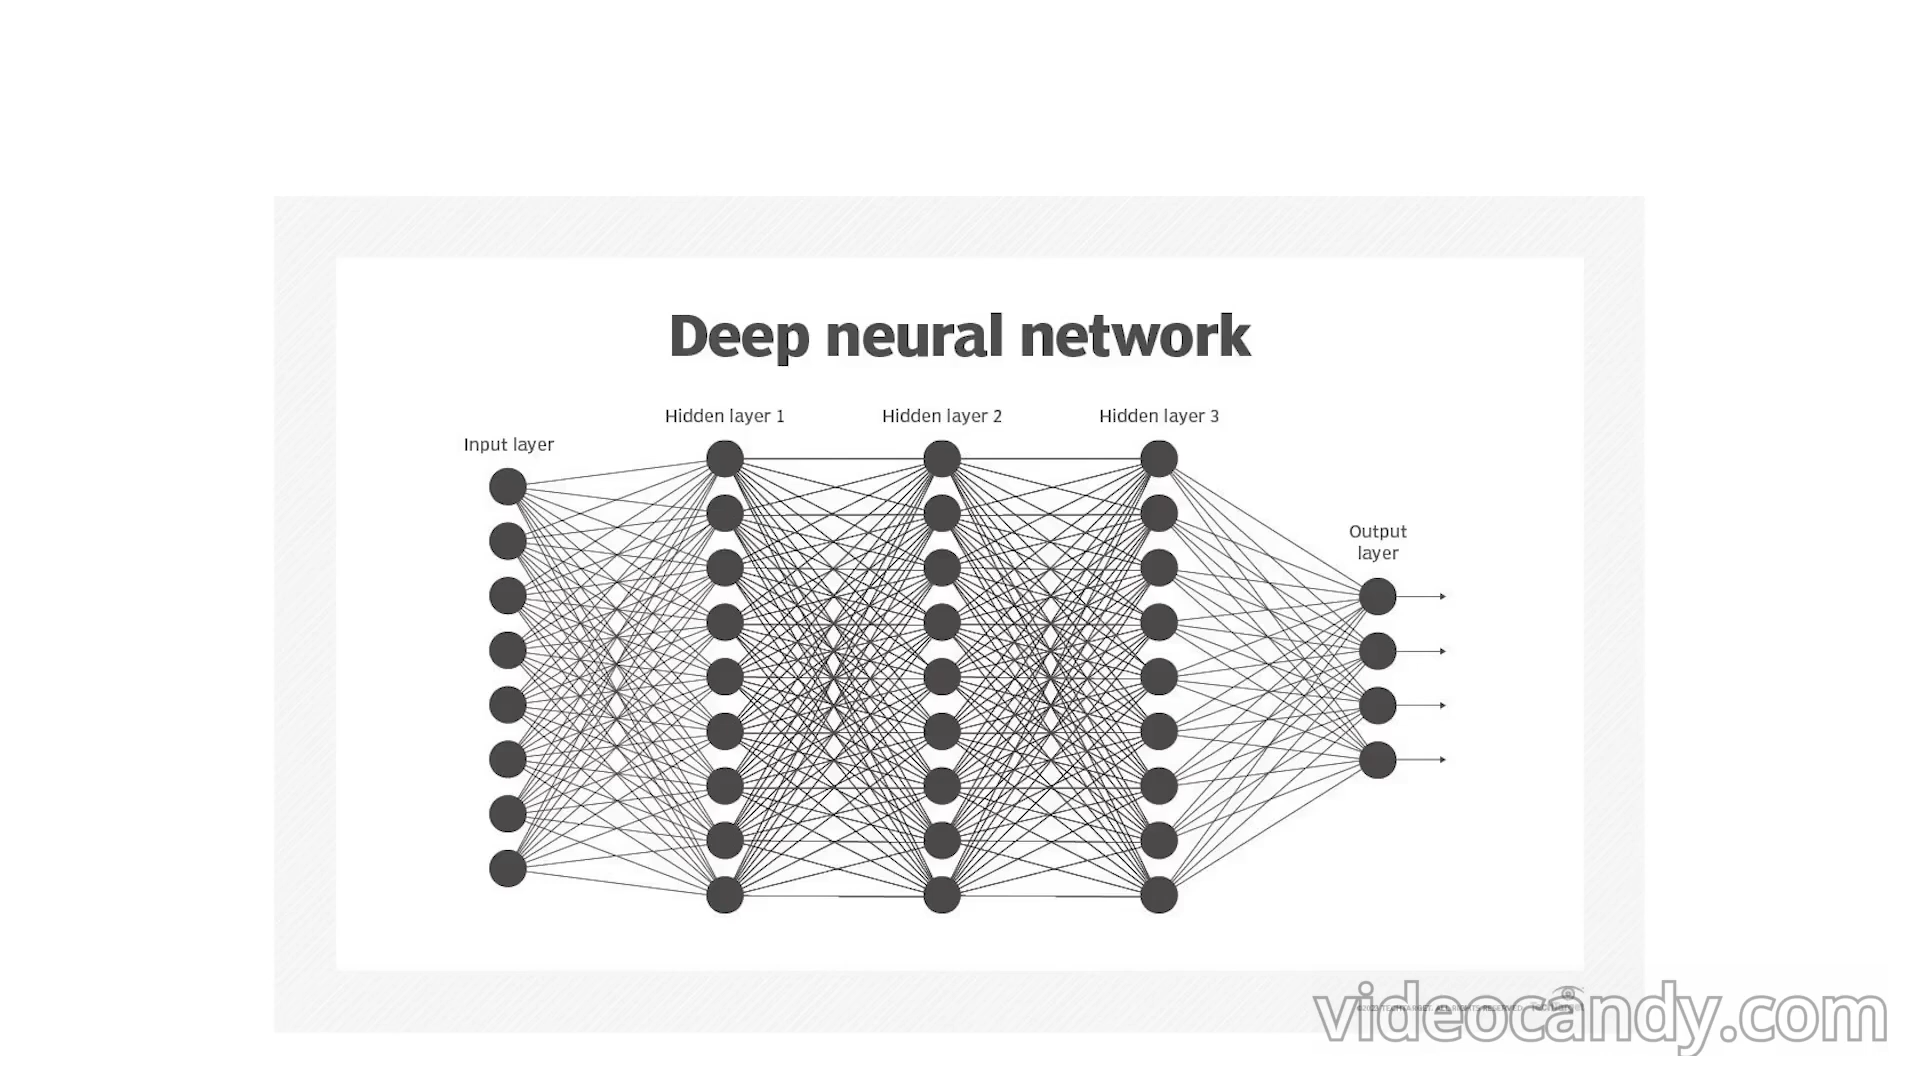 Deep neural network
Hidden layer 1
Hidden layer 2
Hidden layer 3
Input layer
Output
layer
videocandy.com